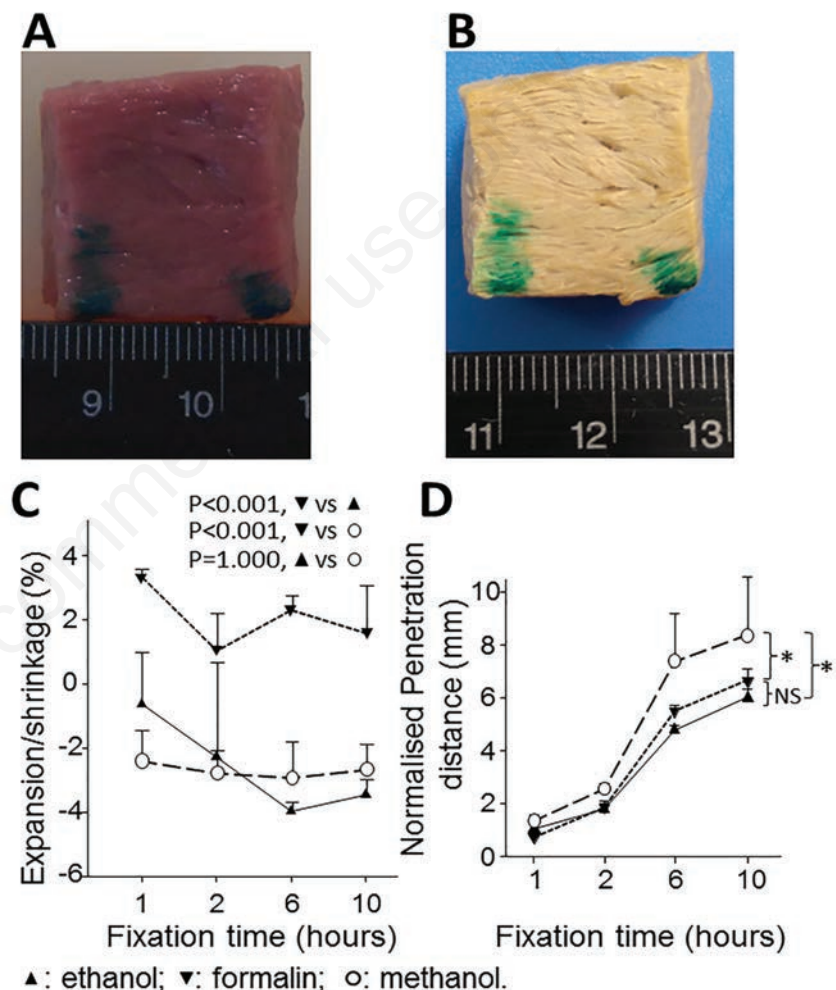 A
B
9 10 1
11 12 13
C
P<0.001, ▼ vs ▲
P<0.001, ▼ vs ○
P=1.000, ▲ vs ○
Expansion/shrinkage (%)
4
2
0
-2
-4
-6
1 2 6 10
Fixation time (hours)
D
Normalised Penetration
distance (mm)
10
8
6
4
2
0
*
*
NS
1 2 6 10
Fixation time (hours)
▲: ethanol; ▼: formalin; ○: methanol.
commercial use